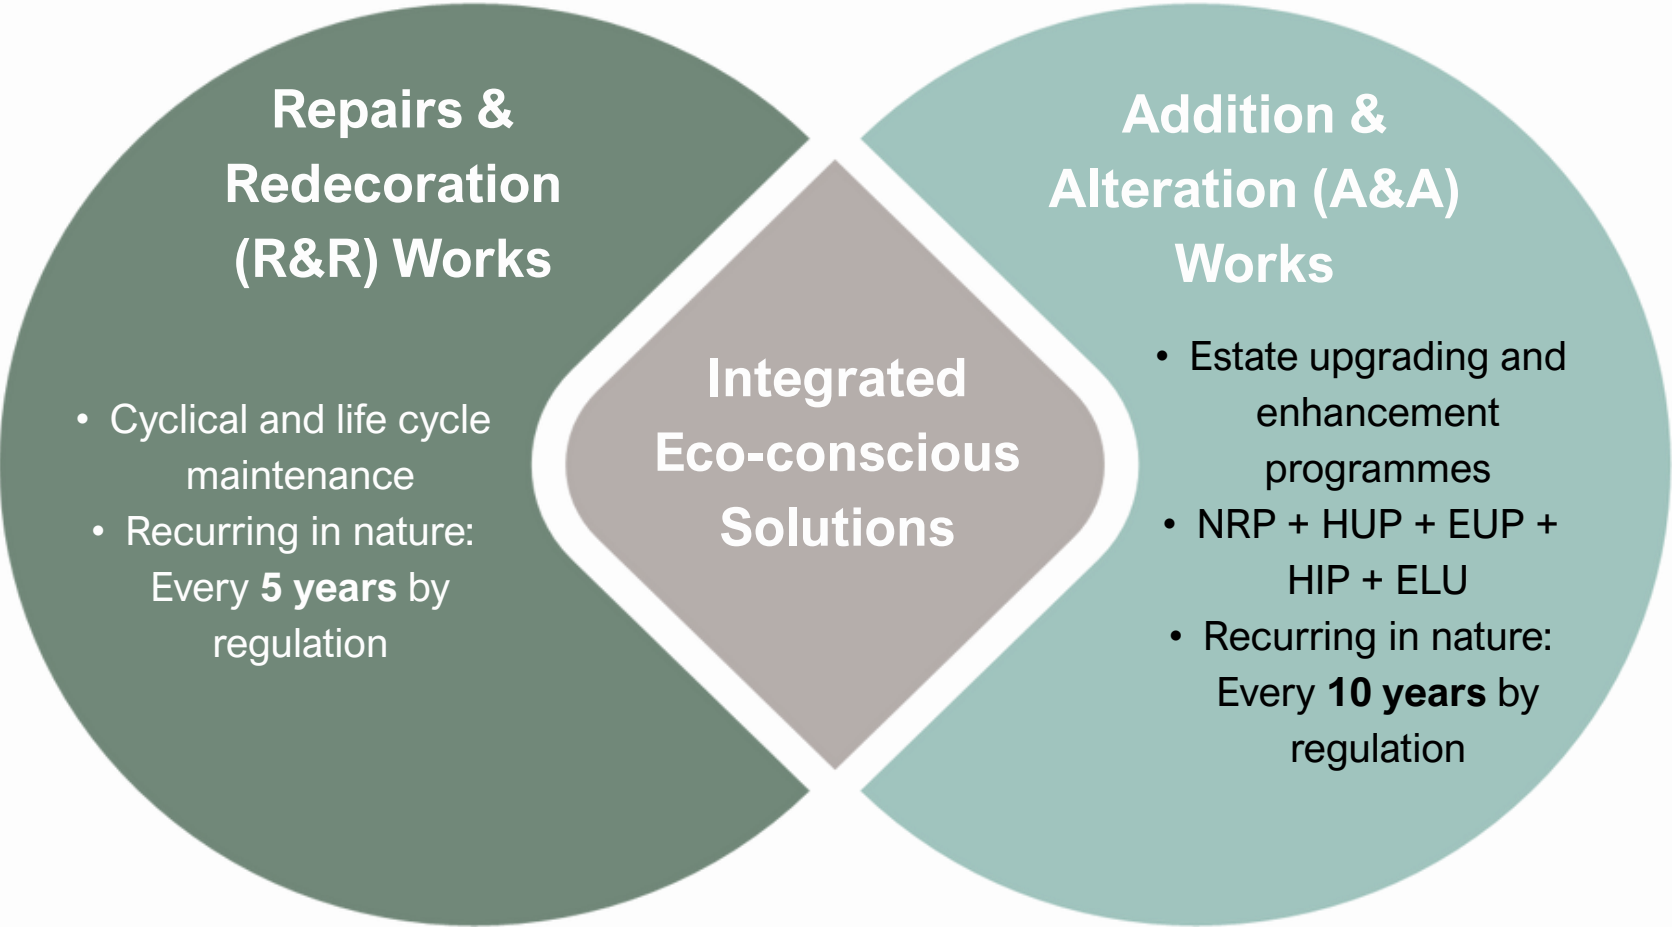 Repairs &
Redecoration
(R&R) Works
• Cyclical and life cycle
maintenance
• Recurring in nature:
Every 5 years by
regulation
Integrated
Eco-conscious
Solutions
Addition &
Alteration (A&A)
Works
• Estate upgrading and
enhancement
programmes
• NRP + HUP + EUP +
HIP + ELU
• Recurring in nature:
Every 10 years by
regulation